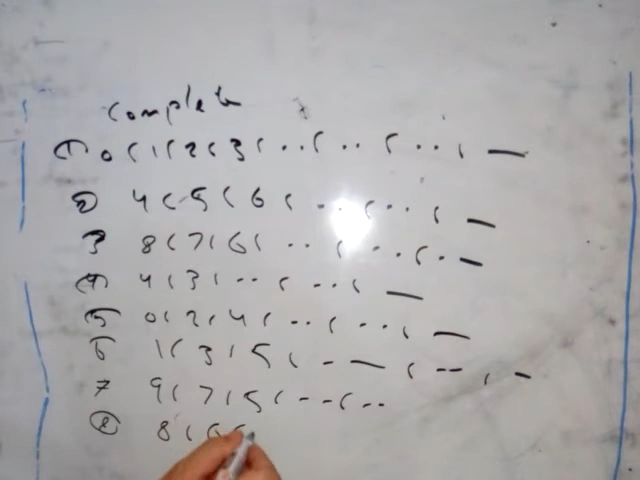 Complete
(1) 0 ( 1 ( 2 ( 3 ( .. ( .. ( .. , —
2) 4 ( 5 ( 6 ( .. ( .. ( —
3 8 ( 7 ( 6 ( .. ( .. ( . —
(4) 4 ( 3 ( .. ( .. ( —
(5) 0 ( 2 ( 4 ( .. ( .. , —
6 1 ( 3 ( 5 ( - — ( -- , -
7 9 ( 7 ( 5 ( -- ( --
(8) 8 ( 6 (